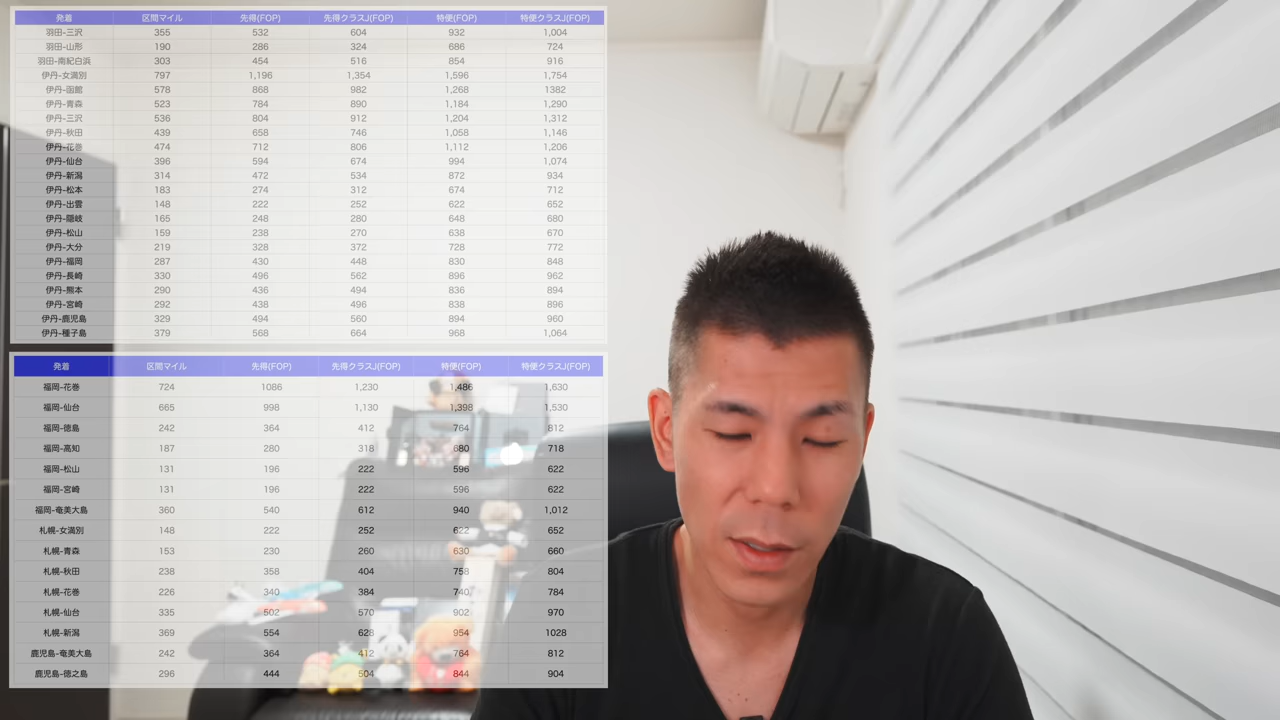 発着 区間マイル 先得(FOP) 先得クラスJ(FOP) 特便(FOP) 特便クラスJ(FOP)
羽田-三沢 355 532 604 932 1,004
羽田-山形 190 286 324 686 724
羽田-南紀白浜 303 454 516 854 916
伊丹-女満別 797 1,196 1,354 1,596 1,754
伊丹-函館 578 868 982 1,268 1382
伊丹-青森 523 784 890 1,184 1,290
伊丹-三沢 536 804 912 1,204 1,312
伊丹-秋田 439 658 746 1,058 1,146
伊丹-花巻 474 712 806 1,112 1,206
伊丹-仙台 396 594 674 994 1,074
伊丹-新潟 314 472 534 872 934
伊丹-松本 183 274 312 674 712
伊丹-出雲 148 222 252 622 652
伊丹-隠岐 165 248 280 648 680
伊丹-松山 159 238 270 638 670
伊丹-大分 219 328 372 728 772
伊丹-福岡 287 430 448 830 848
伊丹-長崎 330 496 562 896 962
伊丹-熊本 290 436 494 836 894
伊丹-宮崎 292 438 496 838 896
伊丹-鹿児島 329 494 560 894 960
伊丹-種子島 379 568 664 968 1,064
発着 区間マイル 先得(FOP) 先得クラスJ(FOP) 特便(FOP) 特便クラスJ(FOP)
福岡-花巻 724 1086 1,230 1,486 1,630
福岡-仙台 665 998 1,130 1,398 1,530
福岡-徳島 242 364 412 764 812
福岡-高知 187 280 318 680 718
福岡-松山 131 196 222 596 622
福岡-宮崎 131 196 222 596 622
福岡-奄美大島 360 540 612 940 1,012
札幌-女満別 148 222 252 622 652
札幌-青森 153 230 260 630 660
札幌-秋田 238 358 404 758 804
札幌-花巻 226 340 384 740 784
札幌-仙台 335 502 570 902 970
札幌-新潟 369 554 628 954 1028
鹿児島-奄美大島 242 364 412 764 812
鹿児島-徳之島 296 444 504 844 904